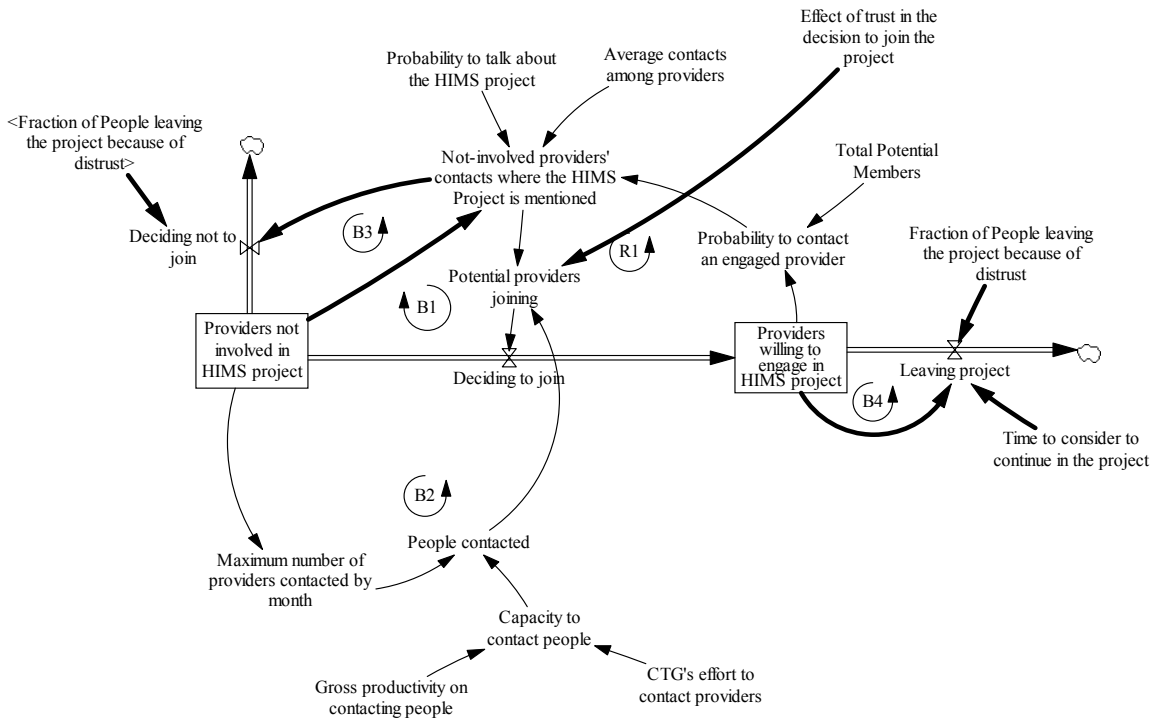 Effect of trust in the
decision to join the
project
Probability to talk about
the HIMS project
Average contacts
among providers
<Fraction of People leaving
the project because of
distrust>
Not-involved providers'
contacts where the HIMS
Project is mentioned
Total Potential
Members
Deciding not to
join
B3
R1
Probability to contact
an engaged provider
Fraction of People leaving
the project because of
distrust
Potential providers
joining
B1
Providers not
involved in
HIMS project
Deciding to join
Providers
willing to
engage in
HIMS project
Leaving project
B4
Time to consider to
continue in the project
B2
People contacted
Maximum number of
providers contacted by
month
Capacity to
contact people
Gross productivity on
contacting people
CTG's effort to
contact providers